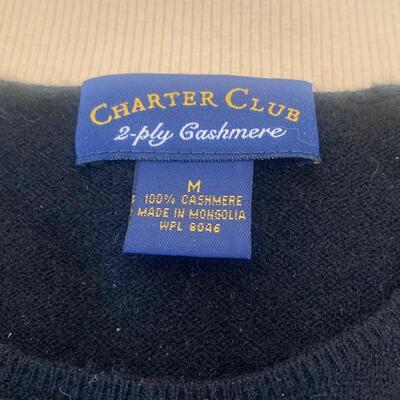 CHARTER CLUB
2-ply Cashmere
M
100% CASHMERE
MADE IN MONGOLIA
WPL 8046